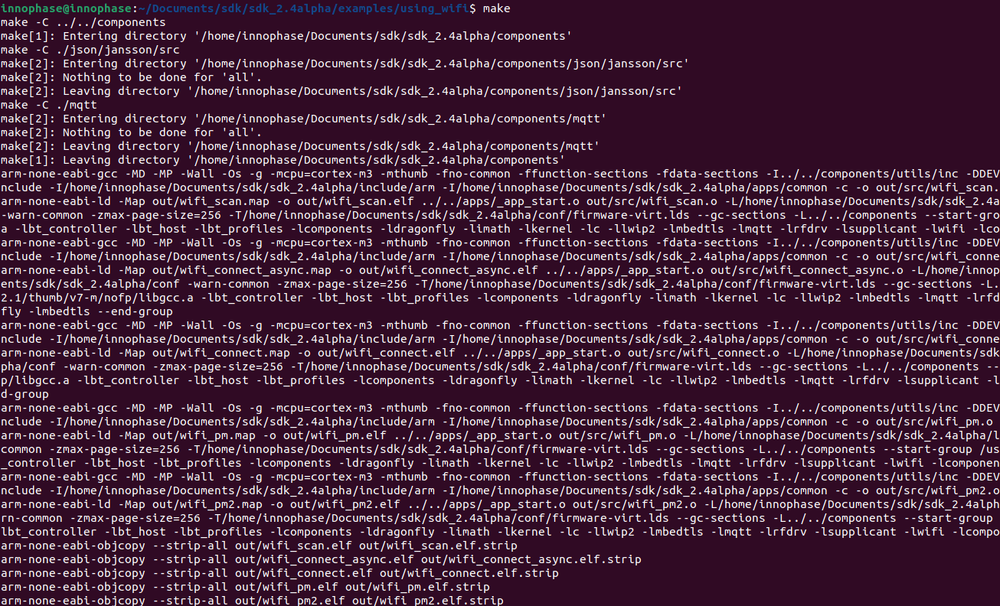 innophase@innophase:~/Documents/sdk/sdk_2.4alpha/examples/using_wifi$ make
make -C ../../components
make[1]: Entering directory '/home/innophase/Documents/sdk/sdk_2.4alpha/components'
make -C ./json/jansson/src
make[2]: Entering directory '/home/innophase/Documents/sdk/sdk_2.4alpha/components/json/jansson/src'
make[2]: Nothing to be done for 'all'.
make[2]: Leaving directory '/home/innophase/Documents/sdk/sdk_2.4alpha/components/json/jansson/src'
make -C ./mqtt
make[2]: Entering directory '/home/innophase/Documents/sdk/sdk_2.4alpha/components/mqtt'
make[2]: Nothing to be done for 'all'.
make[2]: Leaving directory '/home/innophase/Documents/sdk/sdk_2.4alpha/components/mqtt'
make[1]: Leaving directory '/home/innophase/Documents/sdk/sdk_2.4alpha/components'
arm-none-eabi-gcc -MD -MP -Wall -Os -g -mcpu=cortex-m3 -mthumb -fno-common -ffunction-sections -fdata-sections -I../../components/utils/inc -DDEV
nclude -I/home/innophase/Documents/sdk/sdk_2.4alpha/include/arm -I/home/innophase/Documents/sdk/sdk_2.4alpha/apps/common -c -o out/src/wifi_scan.
arm-none-eabi-ld -Map out/wifi_scan.map -o out/wifi_scan.elf ../../apps/_app_start.o out/src/wifi_scan.o -L/home/innophase/Documents/sdk/sdk_2.4a
-warn-common -zmax-page-size=256 -T/home/innophase/Documents/sdk/sdk_2.4alpha/conf/firmware-virt.lds --gc-sections -L../../components --start-gro
a -lbt_controller -lbt_host -lbt_profiles -lcomponents -ldragonfly -limath -lkernel -lc -llwip2 -lmbedtls -lmqtt -lrfdrv -lsupplicant -lwifi -lco
arm-none-eabi-gcc -MD -MP -Wall -Os -g -mcpu=cortex-m3 -mthumb -fno-common -ffunction-sections -fdata-sections -I../../components/utils/inc -DDEV
nclude -I/home/innophase/Documents/sdk/sdk_2.4alpha/include/arm -I/home/innophase/Documents/sdk/sdk_2.4alpha/apps/common -c -o out/src/wifi_conne
arm-none-eabi-ld -Map out/wifi_connect_async.map -o out/wifi_connect_async.elf ../../apps/_app_start.o out/src/wifi_connect_async.o -L/home/innop
ents/sdk/sdk_2.4alpha/conf -warn-common -zmax-page-size=256 -T/home/innophase/Documents/sdk/sdk_2.4alpha/conf/firmware-virt.lds --gc-sections -L.
2.1/thumb/v7-m/nofp/libgcc.a -lbt_controller -lbt_host -lbt_profiles -lcomponents -ldragonfly -limath -lkernel -lc -llwip2 -lmbedtls -lmqtt -lrfd
fly -lmbedtls --end-group
arm-none-eabi-gcc -MD -MP -Wall -Os -g -mcpu=cortex-m3 -mthumb -fno-common -ffunction-sections -fdata-sections -I../../components/utils/inc -DDEV
nclude -I/home/innophase/Documents/sdk/sdk_2.4alpha/include/arm -I/home/innophase/Documents/sdk/sdk_2.4alpha/apps/common -c -o out/src/wifi_conne
arm-none-eabi-ld -Map out/wifi_connect.map -o out/wifi_connect.elf ../../apps/_app_start.o out/src/wifi_connect.o -L/home/innophase/Documents/sdk
pha/conf -warn-common -zmax-page-size=256 -T/home/innophase/Documents/sdk/sdk_2.4alpha/conf/firmware-virt.lds --gc-sections -L../../components --
p/libgcc.a -lbt_controller -lbt_host -lbt_profiles -lcomponents -ldragonfly -limath -lkernel -lc -llwip2 -lmbedtls -lmqtt -lrfdrv -lsupplicant -l
d-group
arm-none-eabi-gcc -MD -MP -Wall -Os -g -mcpu=cortex-m3 -mthumb -fno-common -ffunction-sections -fdata-sections -I../../components/utils/inc -DDEV
nclude -I/home/innophase/Documents/sdk/sdk_2.4alpha/include/arm -I/home/innophase/Documents/sdk/sdk_2.4alpha/apps/common -c -o out/src/wifi_pm.o
arm-none-eabi-ld -Map out/wifi_pm.map -o out/wifi_pm.elf ../../apps/_app_start.o out/src/wifi_pm.o -L/home/innophase/Documents/sdk/sdk_2.4alpha/l
common -zmax-page-size=256 -T/home/innophase/Documents/sdk/sdk_2.4alpha/conf/firmware-virt.lds --gc-sections -L../../components --start-group /us
_controller -lbt_host -lbt_profiles -lcomponents -ldragonfly -limath -lkernel -lc -llwip2 -lmbedtls -lmqtt -lrfdrv -lsupplicant -lwifi -lcomponen
arm-none-eabi-gcc -MD -MP -Wall -Os -g -mcpu=cortex-m3 -mthumb -fno-common -ffunction-sections -fdata-sections -I../../components/utils/inc -DDEV
nclude -I/home/innophase/Documents/sdk/sdk_2.4alpha/include/arm -I/home/innophase/Documents/sdk/sdk_2.4alpha/apps/common -c -o out/src/wifi_pm2.o
arm-none-eabi-ld -Map out/wifi_pm2.map -o out/wifi_pm2.elf ../../apps/_app_start.o out/src/wifi_pm2.o -L/home/innophase/Documents/sdk/sdk_2.4alph
rn-common -zmax-page-size=256 -T/home/innophase/Documents/sdk/sdk_2.4alpha/conf/firmware-virt.lds --gc-sections -L../../components --start-group
lbt_controller -lbt_host -lbt_profiles -lcomponents -ldragonfly -limath -lkernel -lc -llwip2 -lmbedtls -lmqtt -lrfdrv -lsupplicant -lwifi -lcompo
arm-none-eabi-objcopy --strip-all out/wifi_scan.elf out/wifi_scan.elf.strip
arm-none-eabi-objcopy --strip-all out/wifi_connect_async.elf out/wifi_connect_async.elf.strip
arm-none-eabi-objcopy --strip-all out/wifi_connect.elf out/wifi_connect.elf.strip
arm-none-eabi-objcopy --strip-all out/wifi_pm.elf out/wifi_pm.elf.strip
arm-none-eabi-objcopy --strip-all out/wifi_pm2.elf out/wifi_pm2.elf.strip